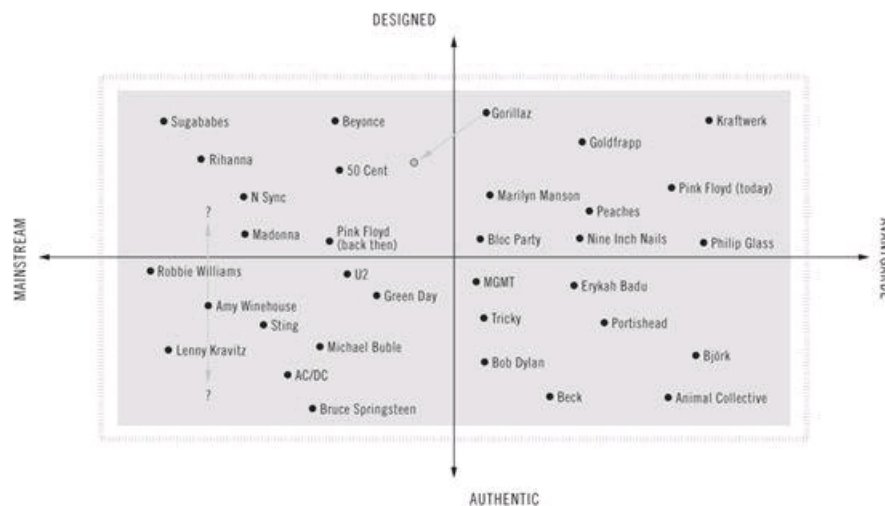 DESIGNED
Sugababes
Beyonce
Gorillaz
Kraftwerk
Goldfrapp
Rihanna
50 Cent
Pink Floyd (today)
N Sync
Marilyn Manson
?
Peaches
Madonna
Pink Floyd
(back then)
Bloc Party
Nine Inch Nails
Philip Glass
MAINSTREAM
Robbie Williams
U2
MGMT
Erykah Badu
Green Day
Amy Winehouse
Sting
Tricky
Portishead
Lenny Kravitz
Michael Buble
Björk
Bob Dylan
AC/DC
?
Bruce Springsteen
Beck
Animal Collective
AUTHENTIC